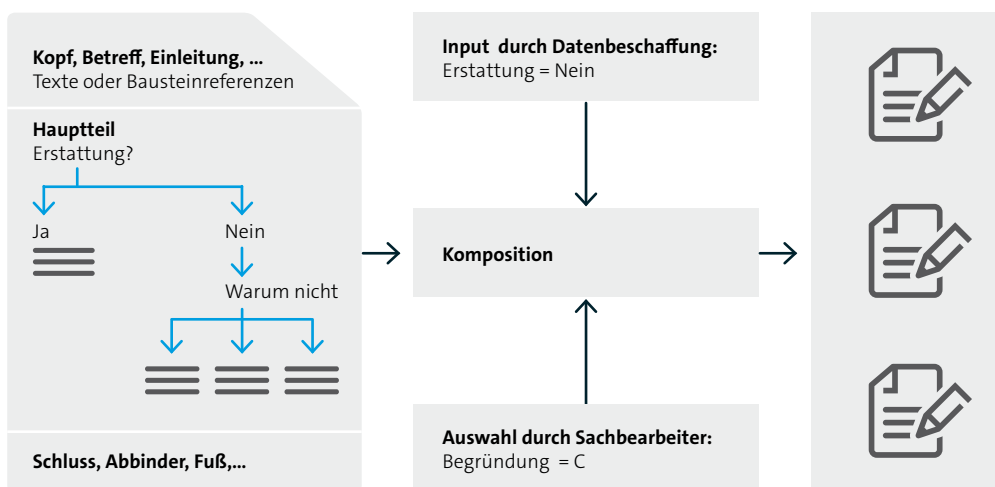 Kopf, Betreff, Einleitung, ...
Texte oder Bausteinreferenzen
Hauptteil
Erstattung?
Ja
Nein
Warum nicht
Schluss, Abbinder, Fuß,...
Input durch Datenbeschaffung:
Erstattung = Nein
Komposition
Auswahl durch Sachbearbeiter:
Begründung = C